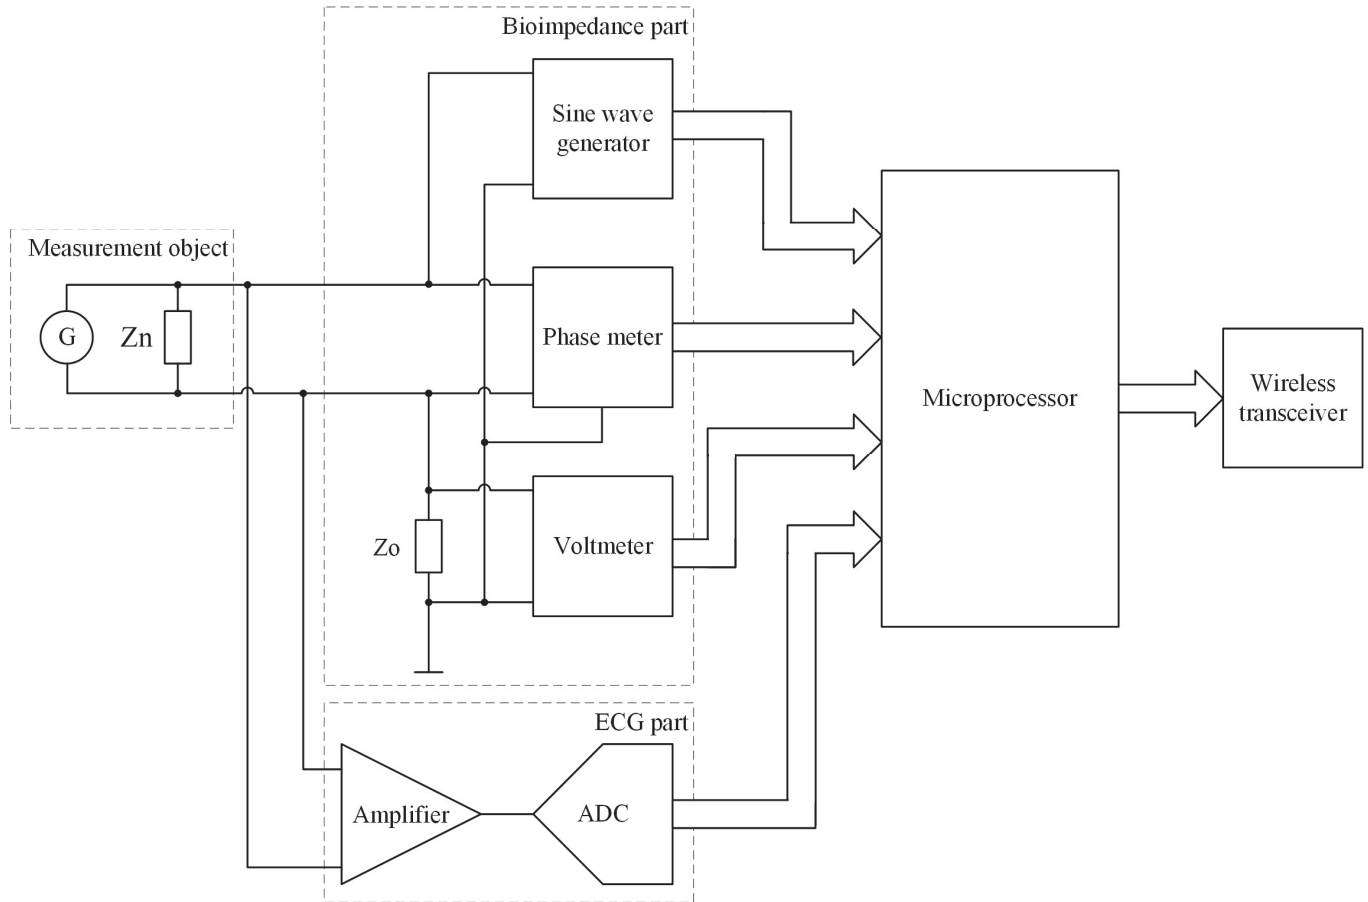 Bioimpedance part
Sine wave
generator
Measurement object
G
Zn
Phase meter
Microprocessor
Wireless
transceiver
Zo
Voltmeter
ECG part
Amplifier
ADC